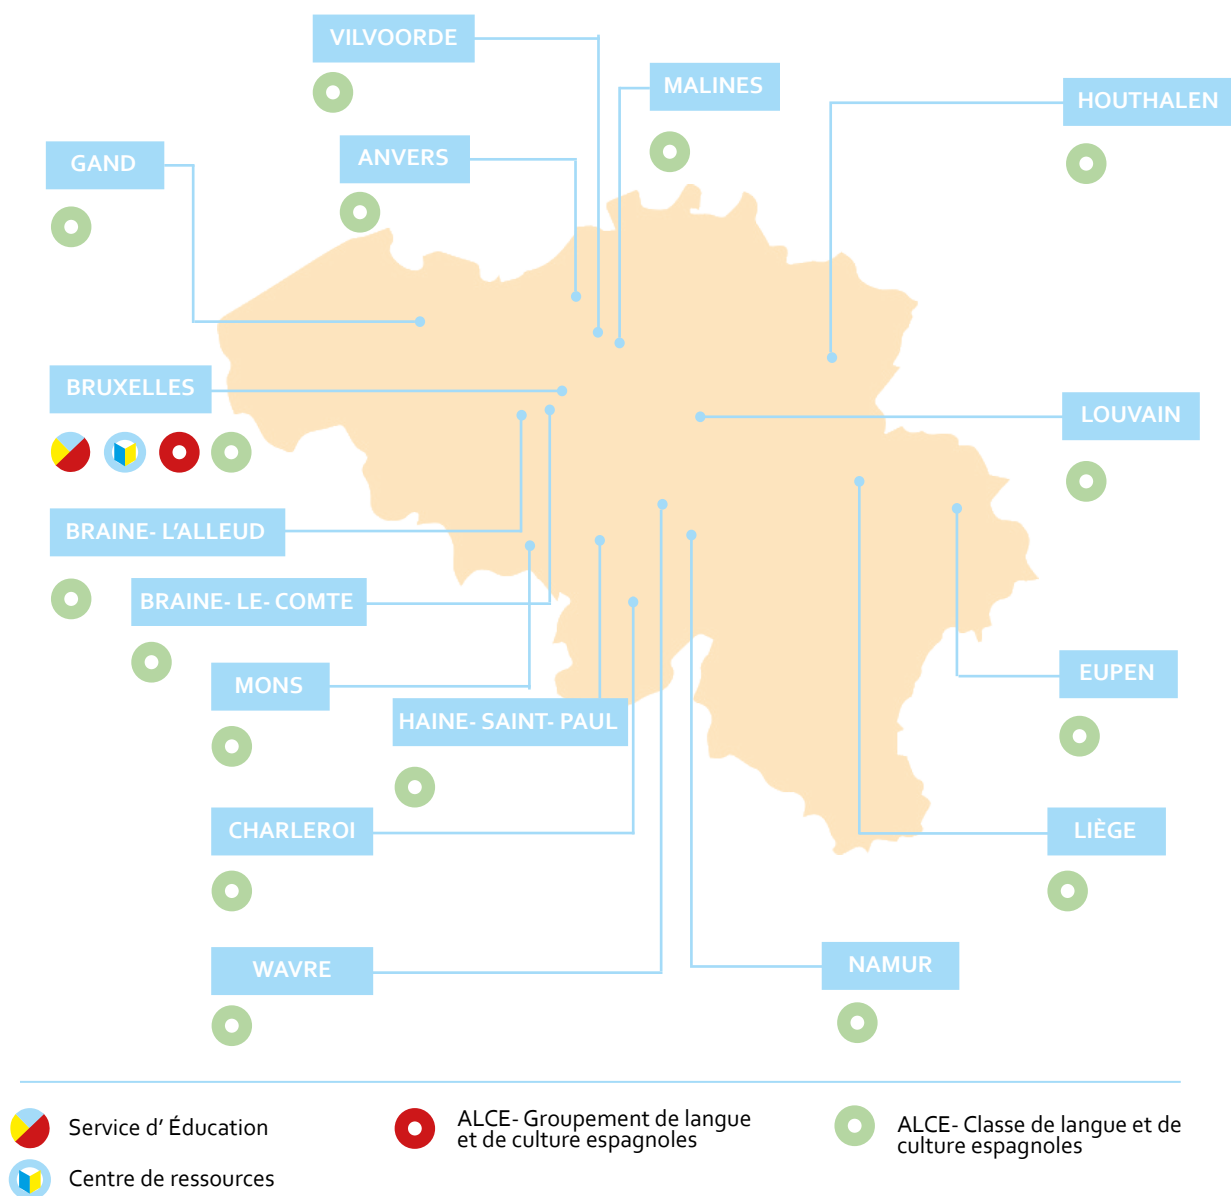 VILVOORDE
MALINES
HOUTHALEN
ANVERS
GAND
BRUXELLES
LOUVAIN
BRAINE- L'ALLEUD
BRAINE- LE- COMTE
MONS
EUPEN
HAINE- SAINT- PAUL
CHARLEROI
LIÈGE
WAVRE
NAMUR
Service d' Éducation
Centre de ressources
ALCE- Groupement de langue
et de culture espagnoles
ALCE- Classe de langue et de
culture espagnoles